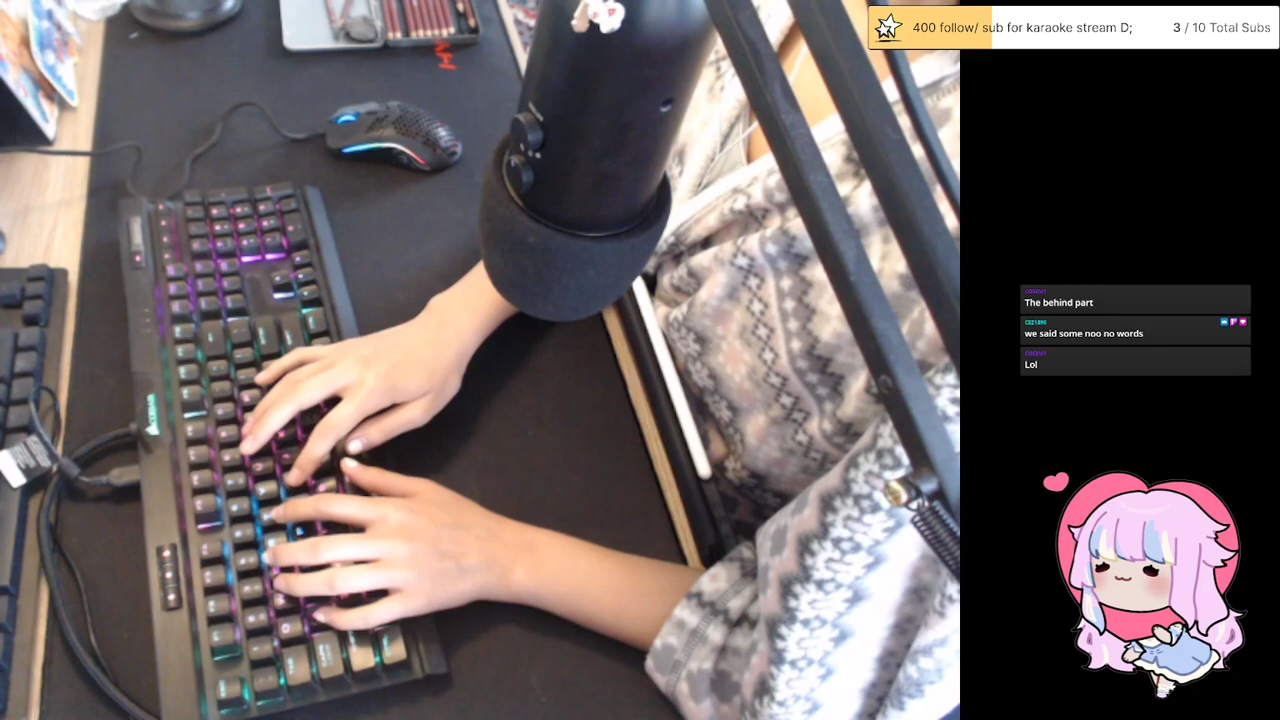 400 follow/ sub for karaoke stream D;
3 / 10 Total Subs
The behind part
CEZ1890
we said some noo no words
Lol